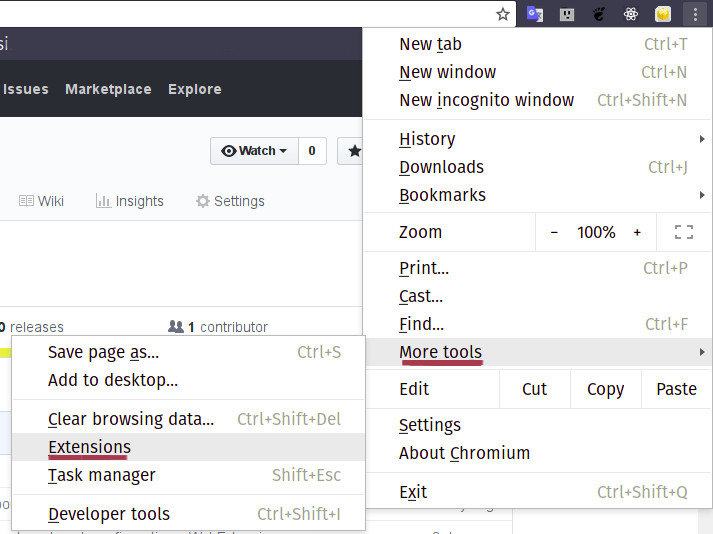 si
New tab Ctrl+T
Issues Marketplace Explore
New window Ctrl+N
New incognito window Ctrl+Shift+N
Watch 0
History
Downloads Ctrl+J
Wiki Insights Settings
Bookmarks
Zoom - 100% +
Print... Ctrl+P
Cast...
0 releases 1 contributor
Find... Ctrl+F
More tools
Save page as... Ctrl+S
Add to desktop...
Edit Cut Copy Paste
Clear browsing data... Ctrl+Shift+Del
Settings
Extensions
About Chromium
Task manager Shift+Esc
Exit Ctrl+Shift+Q
Developer tools Ctrl+Shift+I